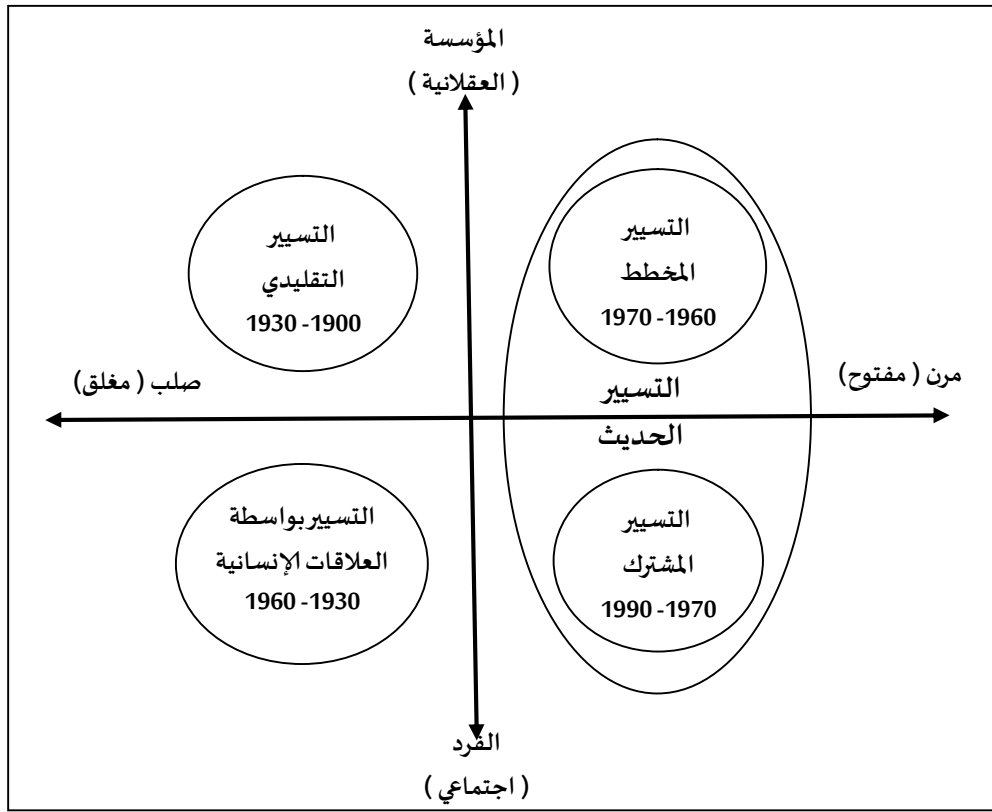 المؤسسة
( العقلانية )
التسيير
التقليدي
1930 -1900
التسيير
المخطط
1970 -1960
صلب ( مغلق)
مرن ( مفتوح)
التسيير
الحديث
التسيير بواسطة
العلاقات الإنسانية
1960 -1930
التسيير
المشترك
1990 -1970
الفرد
( اجتماعي )